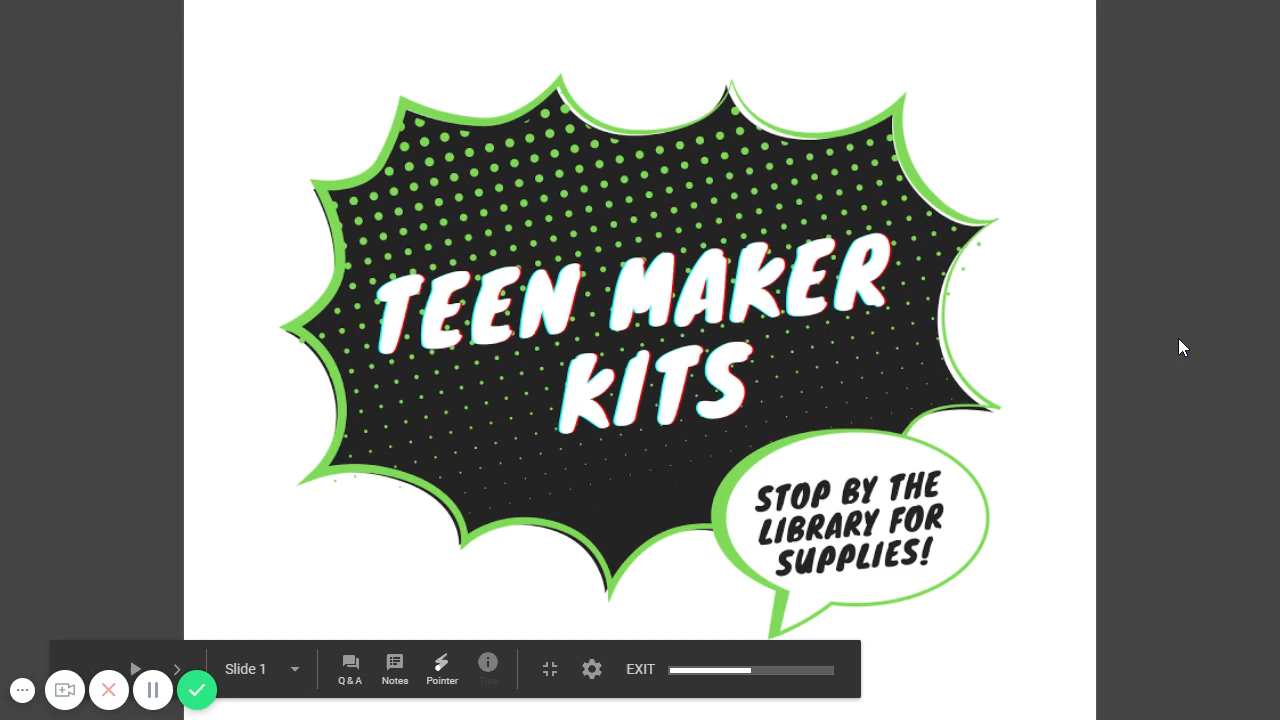 TEEN MAKER
KITS
STOP BY THE
LIBRARY FOR
SUPPLIES!
Slide 1
Q & A
Notes
Pointer
Tips
EXIT